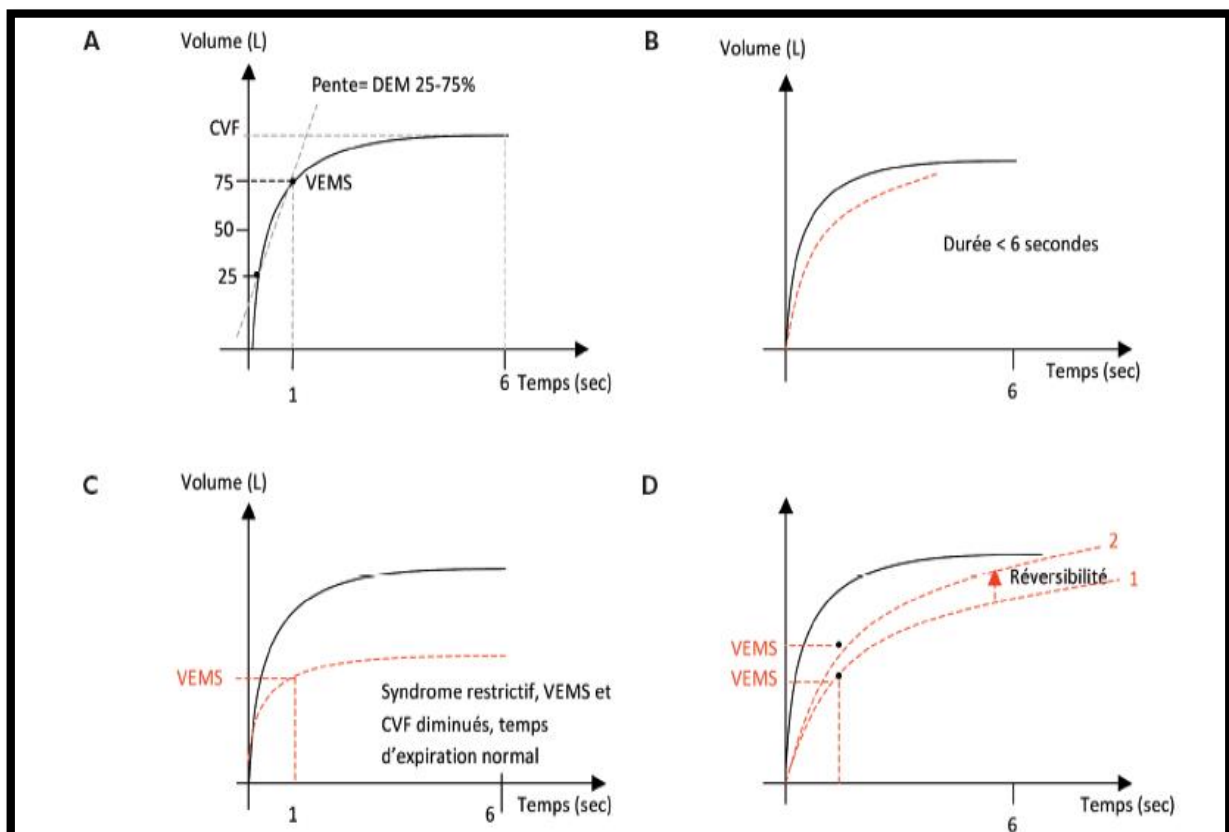 A
Volume (L)
Pente= DEM 25-75%
CVF
75
VEMS
50
25
1
6
Temps (sec)
B
Volume (L)
Durée < 6 secondes
Temps (sec)
6
C
Volume (L)
VEMS
Syndrome restrictif, VEMS et
CVF diminués, temps
d'expiration normal
1
6
Temps (sec)
D
2
Réversibilité
1
VEMS
VEMS
Temps (sec)
6